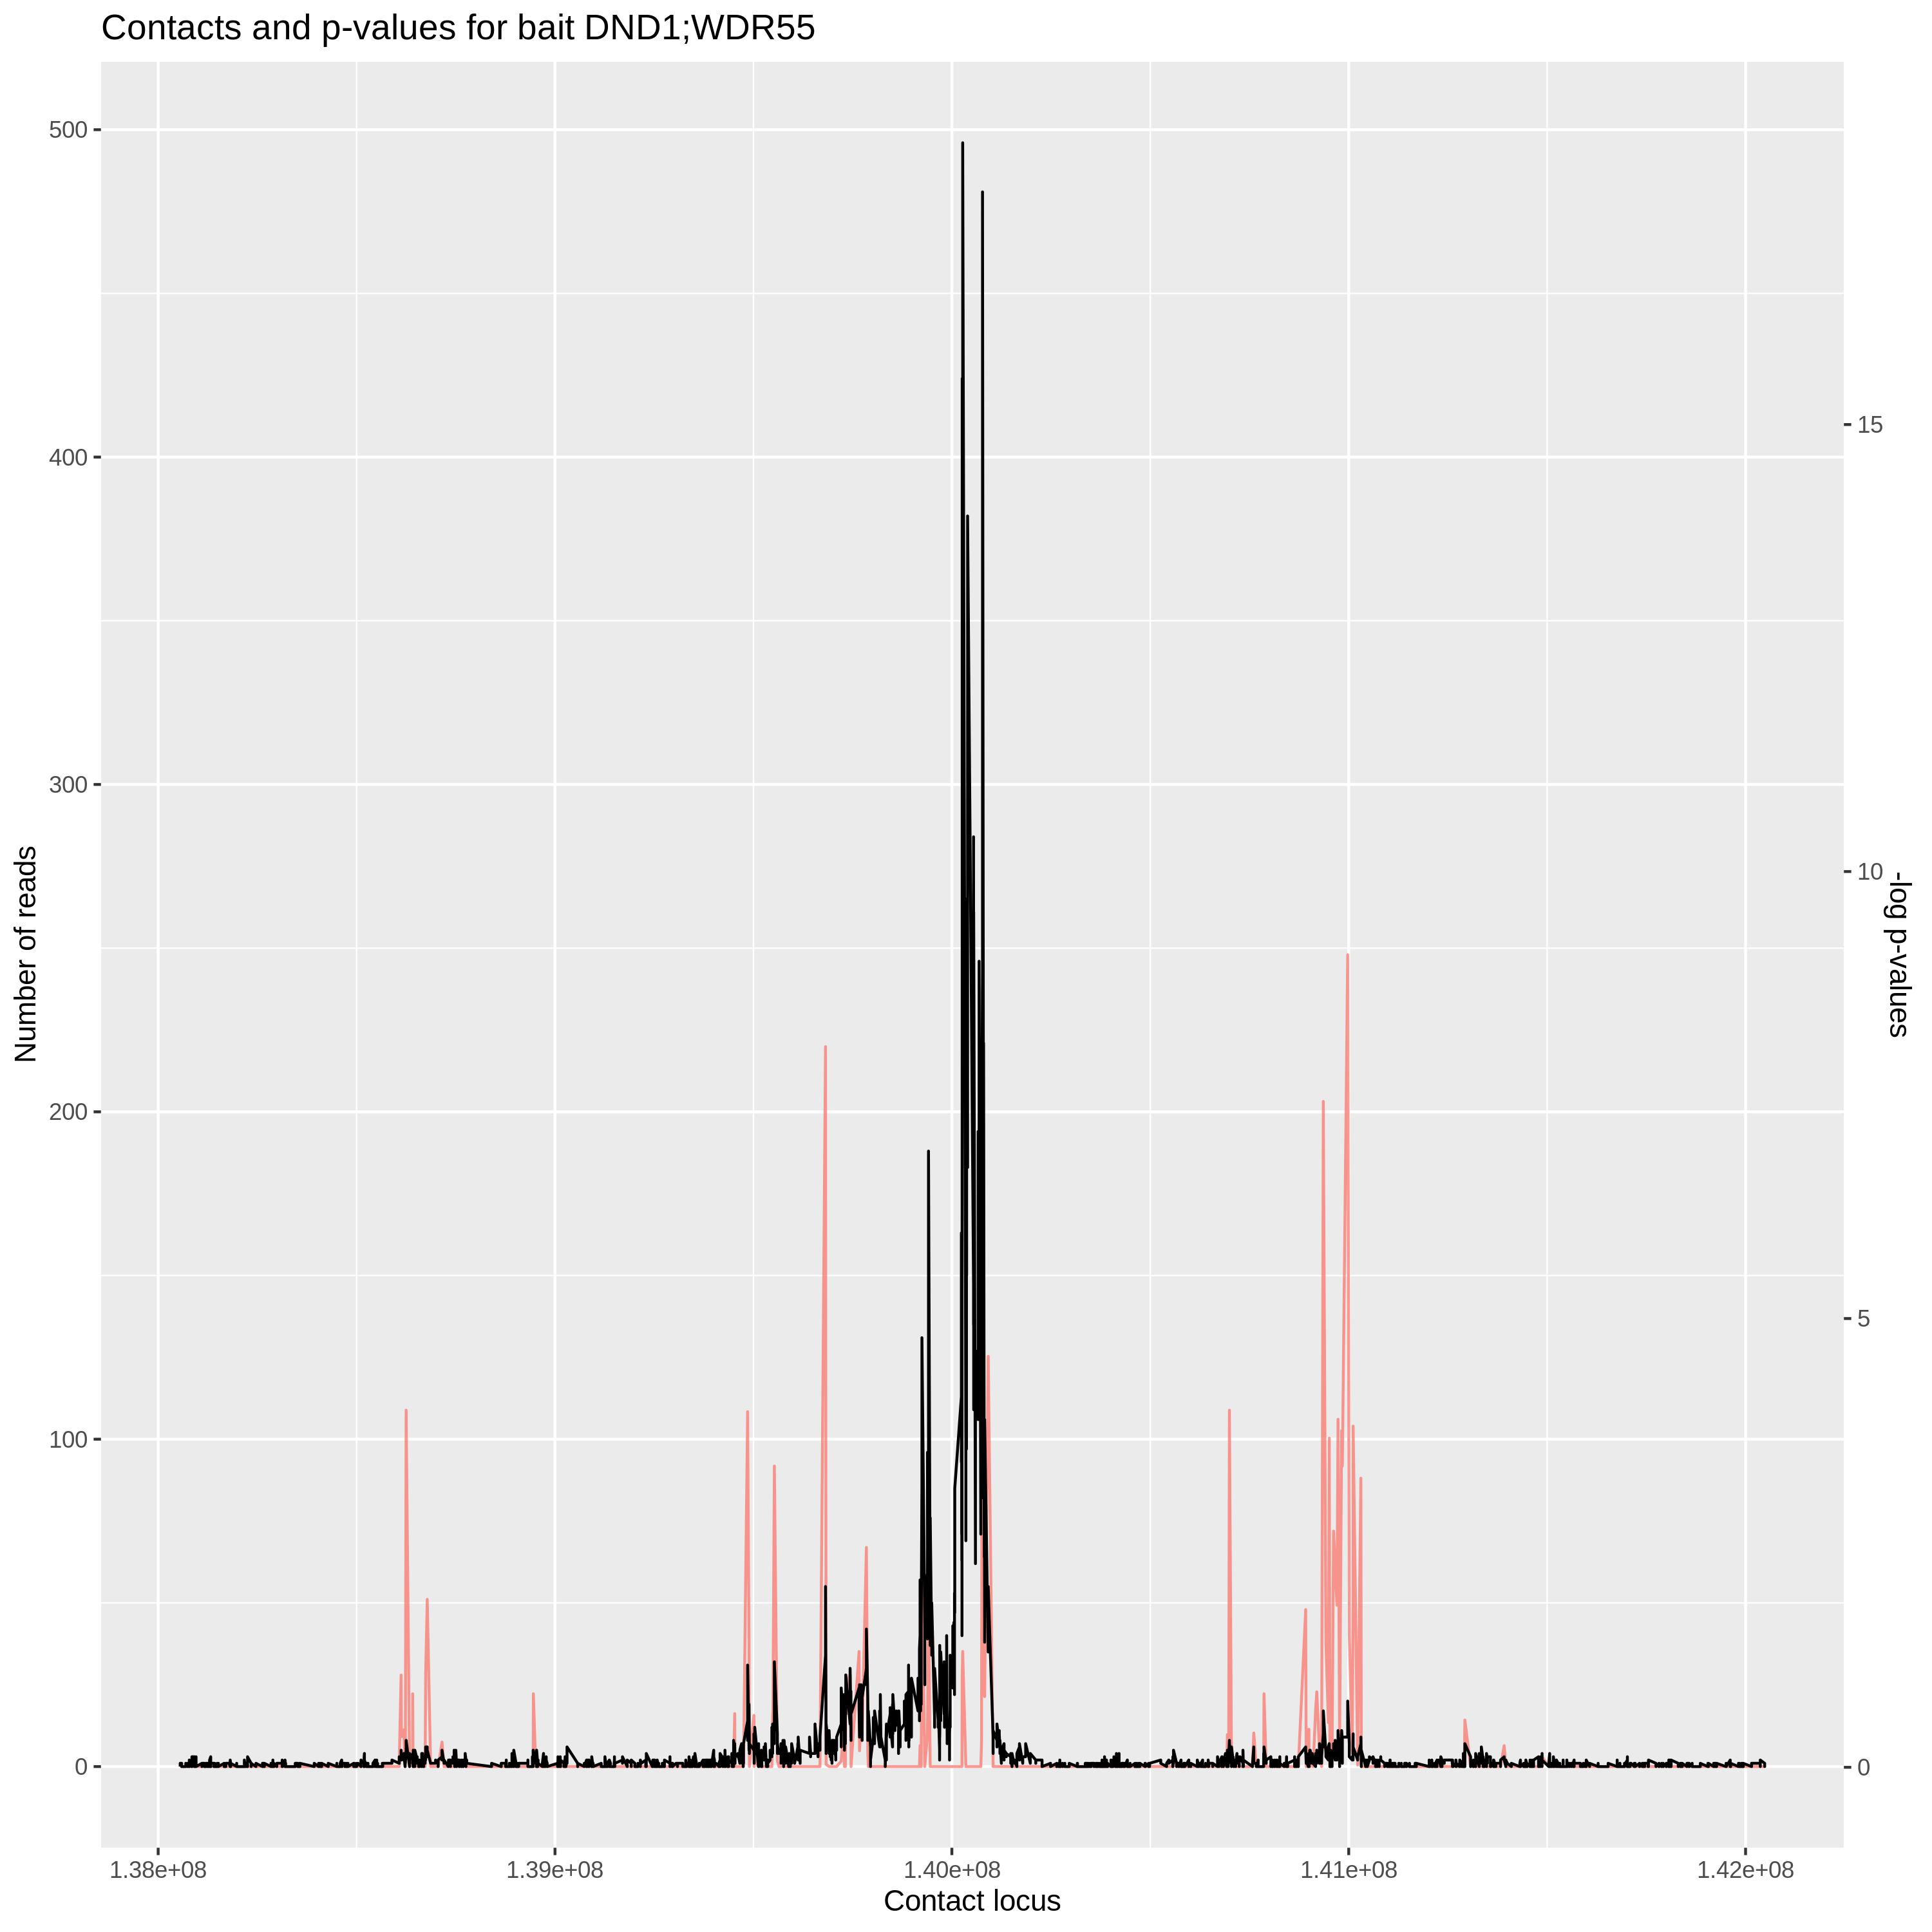 Contacts and p-values for bait DND1;WDR55
500
400
300
200
100
0
Number of reads
15
10
5
0
-log p-values
1.38e+08
1.39e+08
1.40e+08
1.41e+08
1.42e+08
Contact locus